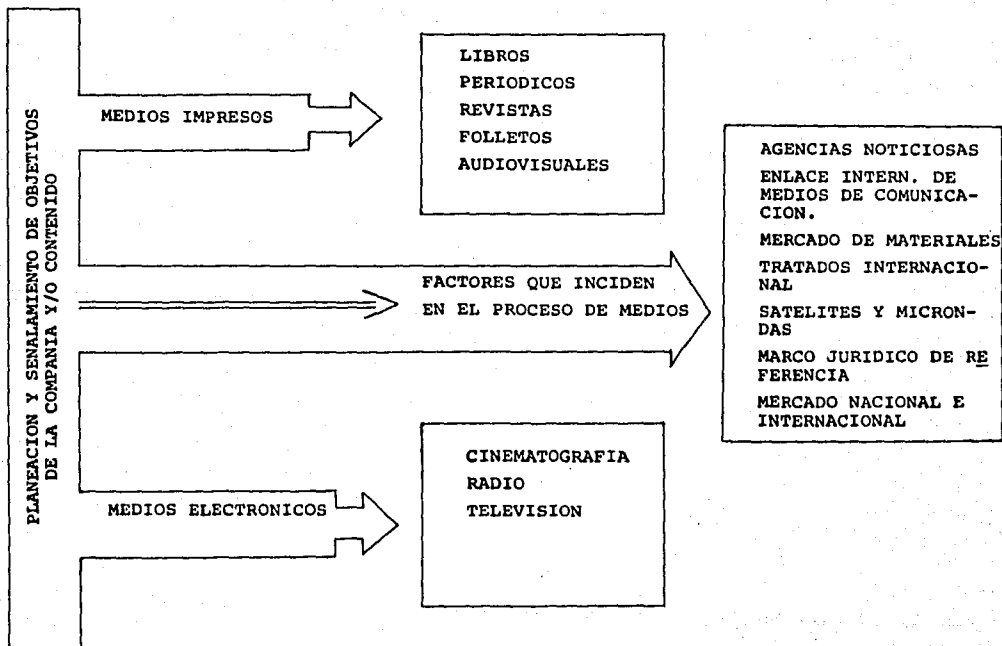 PLANEACION Y SEÑALAMIENTO DE OBJETIVOS
DE LA COMPAÑIA Y/O CONTENIDO
MEDIOS IMPRESOS
LIBROS
PERIODICOS
REVISTAS
FOLLETOS
AUDIOVISUALES
FACTORES QUE INCIDEN
EN EL PROCESO DE MEDIOS
AGENCIAS NOTICIOSAS
ENLACE INTERN. DE
MEDIOS DE COMUNICA-
CION.
MERCADO DE MATERIALES
TRATADOS INTERNACIO-
NAL
SATELITES Y MICRON-
DAS
MARCO JURIDICO DE RE
FERENCIA
MERCADO NACIONAL E
INTERNACIONAL
MEDIOS ELECTRONICOS
CINEMATOGRAFIA
RADIO
TELEVISION